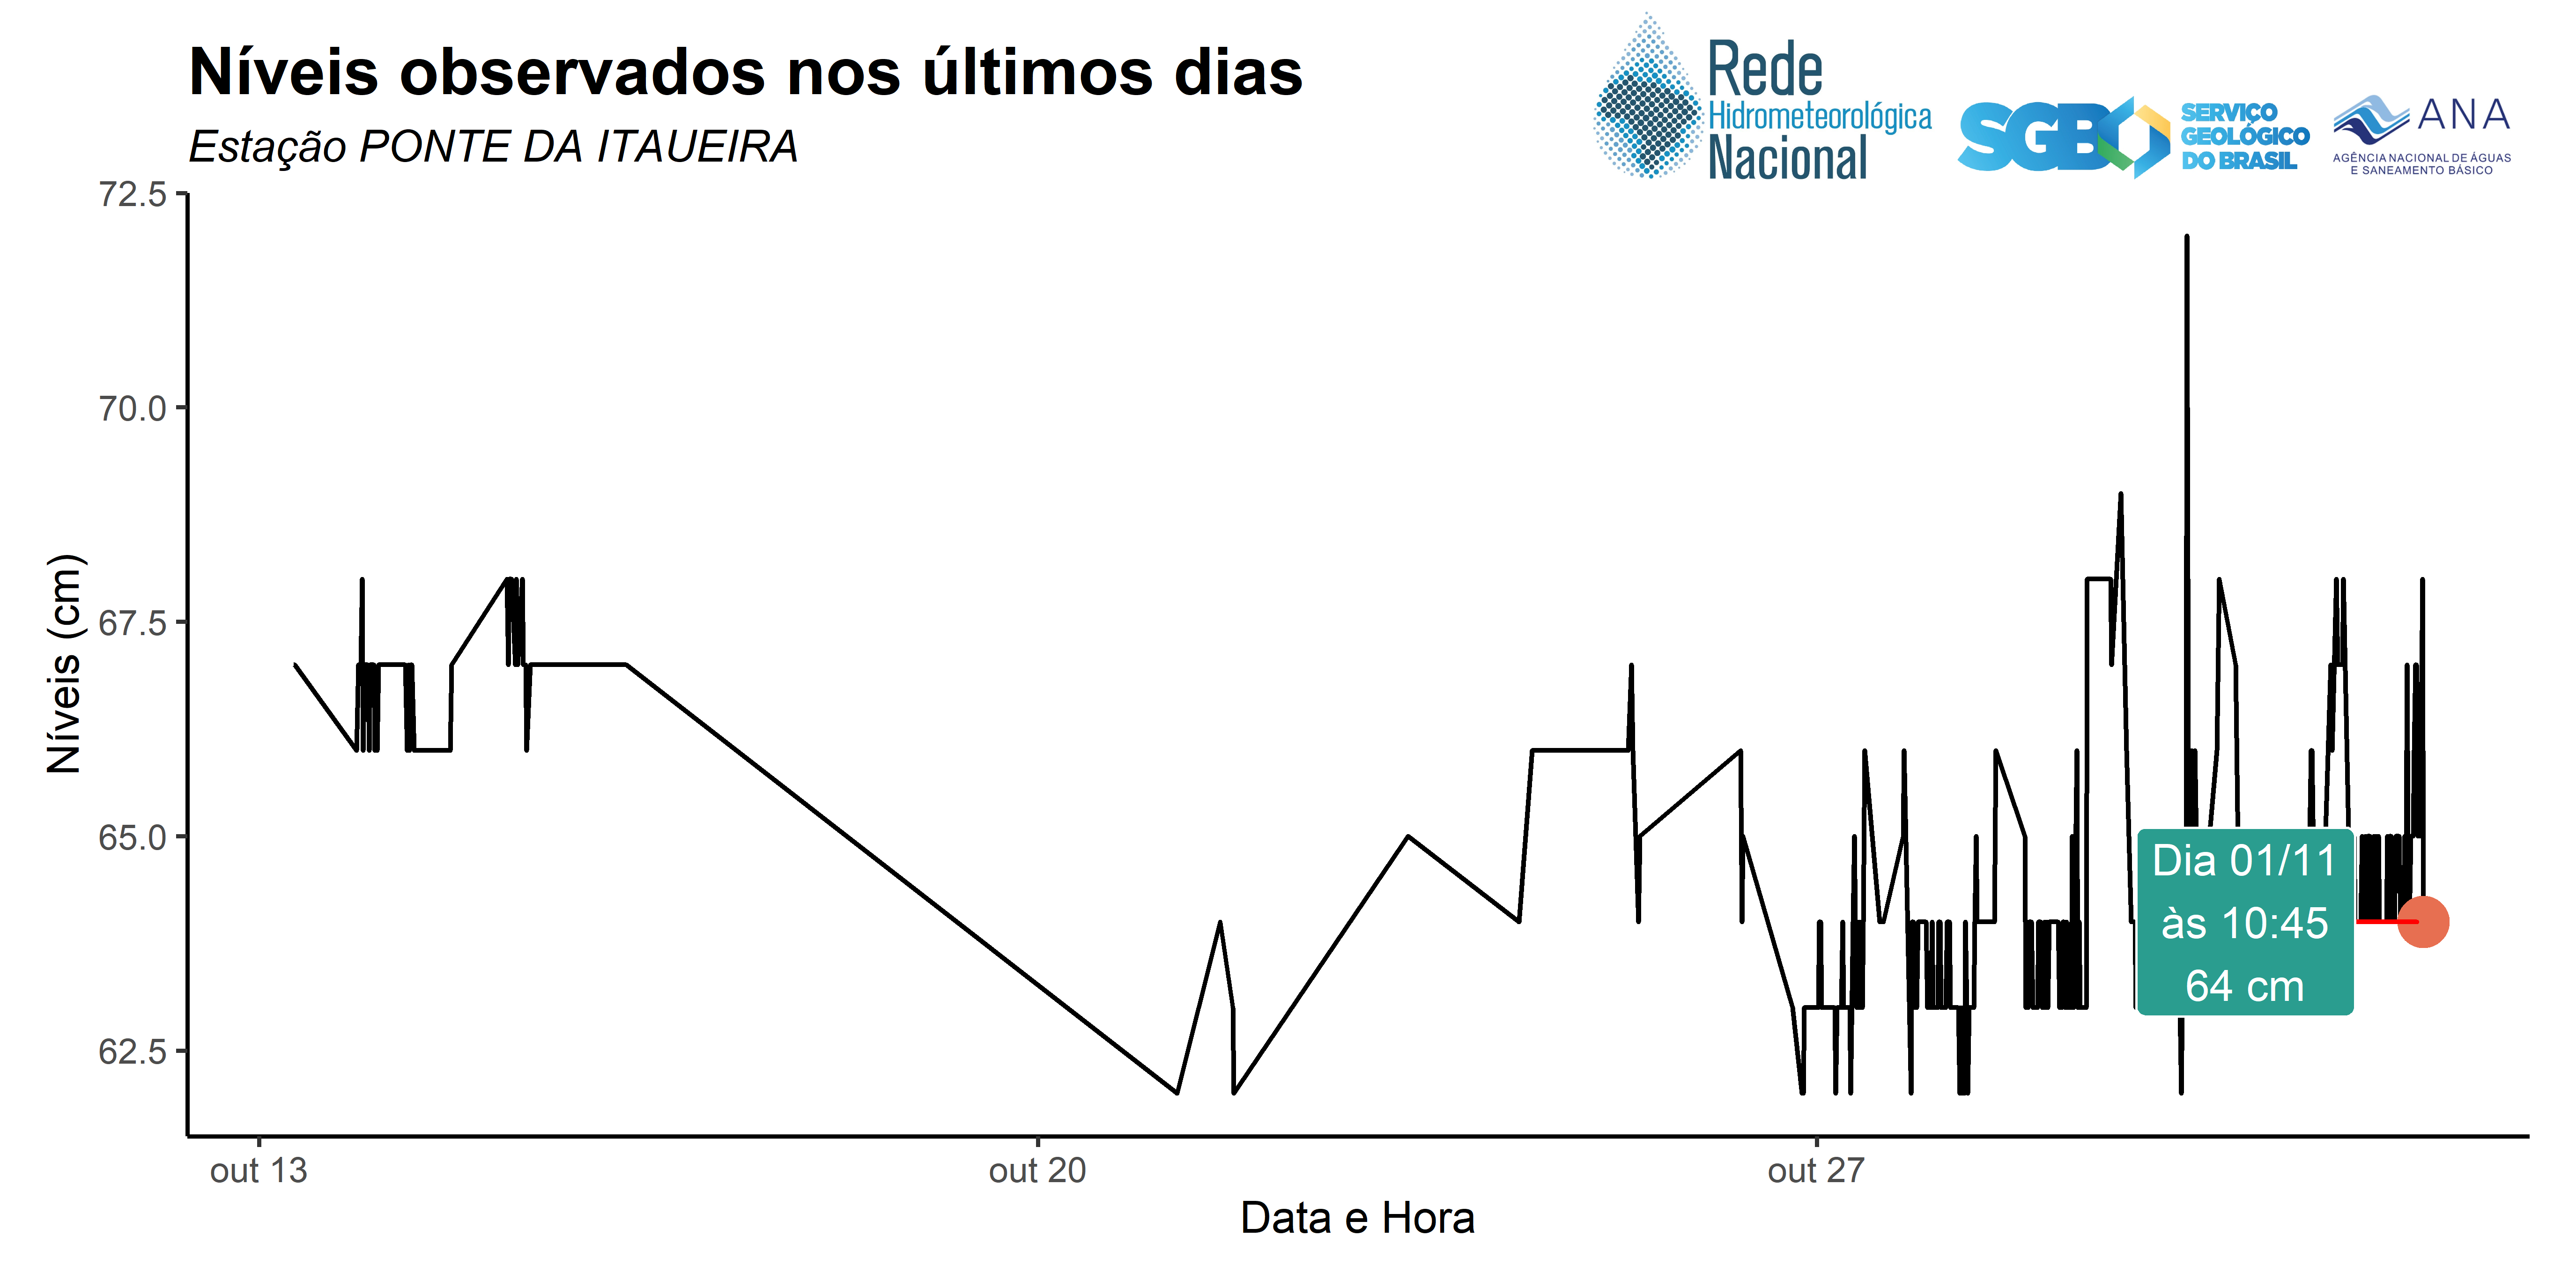 Níveis observados nos últimos dias
Estação PONTE DA ITAUEIRA
Rede
Hidrometeorológica
Nacional
SGB
SERVIÇO
GEOLÓGICO
DO BRASIL
ANA
AGÊNCIA NACIONAL DE ÁGUAS
E SANEAMENTO BÁSICO
Níveis (cm)
72.5
70.0
67.5
65.0
62.5
Dia 01/11
às 10:45
64 cm
out 13
out 20
out 27
Data e Hora